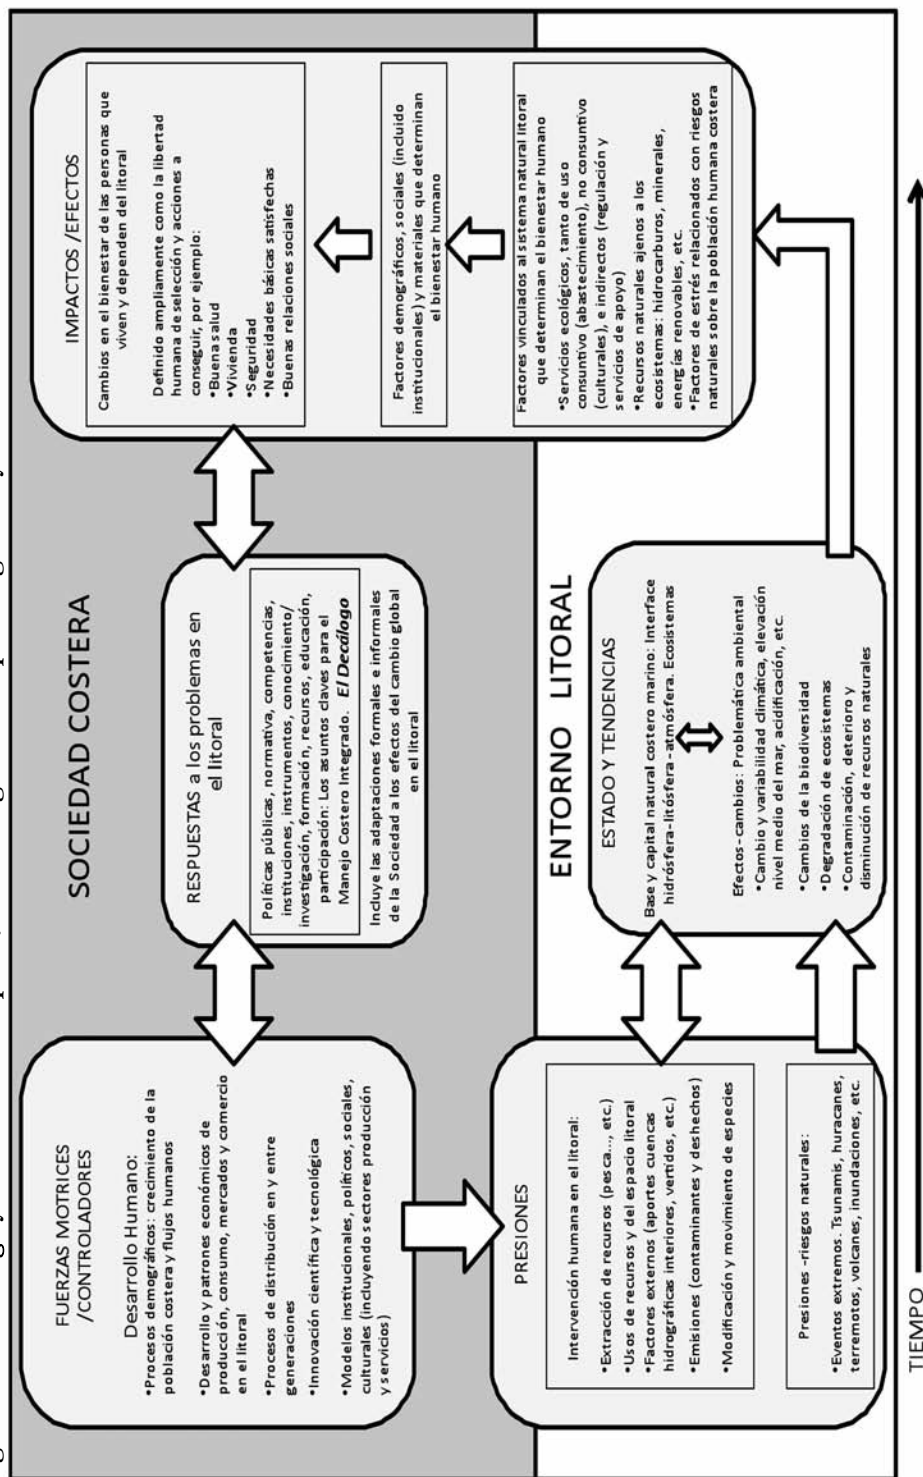 SOCIEDAD COSTERA
FUERZAS MOTRICES
/CONTROLADORES
Desarrollo Humano:
•Procesos demográficos: crecimiento de la
población costera y flujos humanos
•Desarrollo y patrones económicos de
producción, consumo, mercados y comercio
en el litoral
•Procesos de distribución en y entre
generaciones
•Innovación científica y tecnológica
•Modelos institucionales, políticos, sociales,
culturales (incluyendo sectores producción
y servicios)
RESPUESTAS a los problemas en
el litoral
Políticas públicas, normativa, competencias,
instituciones, instrumentos, conocimiento/
investigación, formación, recursos, educación,
participación: Los asuntos claves para el
Manejo Costero Integrado. El Decálogo
Incluye las adaptaciones formales e informales
de la Sociedad a los efectos del cambio global
en el litoral
IMPACTOS /EFECTOS
Cambios en el bienestar de las personas que
viven y dependen del litoral
Definido ampliamente como la libertad
humana de selección y acciones a
conseguir, por ejemplo:
•Buena salud
•Vivienda
•Seguridad
•Necesidades básicas satisfechas
•Buenas relaciones sociales
Factores demográficos, sociales (incluido
institucionales) y materiales que determinan
el bienestar humano
Factores vinculados al sistema natural litoral
que determinan el bienestar humano
•Servicios ecológicos, tanto de uso
consuntivo (abastecimiento), no consuntivo
(culturales), e indirectos (regulación y
servicios de apoyo)
•Recursos naturales ajenos a los
ecosistemas: hidrocarburos, minerales,
energías renovables, etc.
•Factores de estrés relacionados con riesgos
naturales sobre la población humana costera
ENTORNO LITORAL
PRESIONES
Intervención humana en el litoral:
•Extracción de recursos (pesca..., etc.)
•Usos de recursos y del espacio litoral
•Factores externos (aportes cuencas
hidrográficas interiores, vertidos, etc.)
•Emisiones (contaminantes y deshechos)
•Modificación y movimiento de especies
Presiones -riesgos naturales:
•Eventos extremos. Tsunamis, huracanes,
terremotos, volcanes, inundaciones, etc.
ESTADO Y TENDENCIAS
Base y capital natural costero marino: Interface
hidrósfera-litósfera-atmósfera. Ecosistemas
Efectos-cambios: Problemática ambiental
•Cambio y variabilidad climática, elevación
nivel medio del mar, acidificación, etc.
•Cambios de la biodiversidad
•Degradación de ecosistemas
•Contaminación, deterioro y
disminución de recursos naturales
TIEMPO